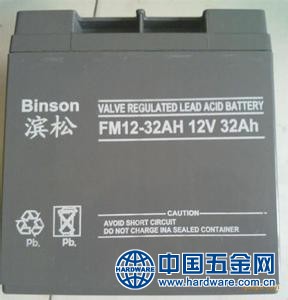 Binson
滨松
VALVE REGULATED LEAD ACID BATTERY
FM12-32AH 12V 32Ah
CAUTION
AVOID SHORT CIRCUIT
DO NOT CHARGE INA SEALED CONTAINER
Pb.
Pb.
HARDWARE
中国五金网
www.hardware.com.cn